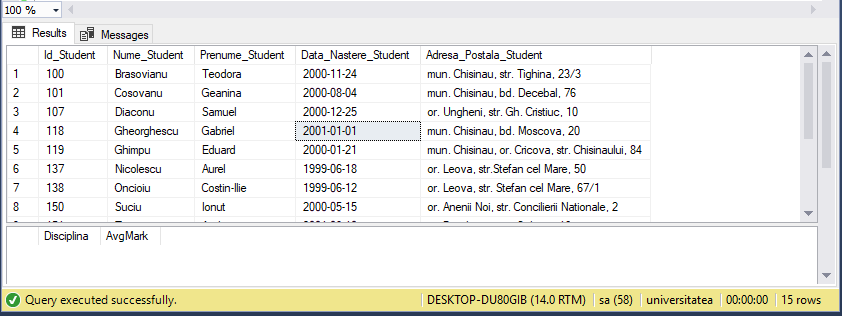 100 %
Results Messages
Id_Student Nume_Student Prenume_Student Data_Nastere_Student Adresa_Postala_Student
1 100 Brasovianu Teodora 2000-11-24 mun. Chisinau, str. Tighina, 23/3
2 101 Cosovanu Geanina 2000-08-04 mun. Chisinau, bd. Decebal, 76
3 107 Diaconu Samuel 2000-12-25 or. Ungheni, str. Gh. Cristiuc, 10
4 118 Gheorghescu Gabriel 2001-01-01 mun. Chisinau, bd. Moscova, 20
5 119 Ghimpu Eduard 2000-01-21 mun. Chisinau, or. Cricova, str. Chisinaului, 84
6 137 Nicolescu Aurel 1999-06-18 or. Leova, str.Stefan cel Mare, 50
7 138 Oncioiu Costin-Ilie 1999-06-12 or. Leova, str. Stefan cel Mare, 67/1
8 150 Suciu Ionut 2000-05-15 or. Anenii Noi, str. Concilierii Nationale, 2
Disciplina AvgMark
Query executed successfully. DESKTOP-DU80GIB (14.0 RTM) sa (58) universitatea 00:00:00 15 rows